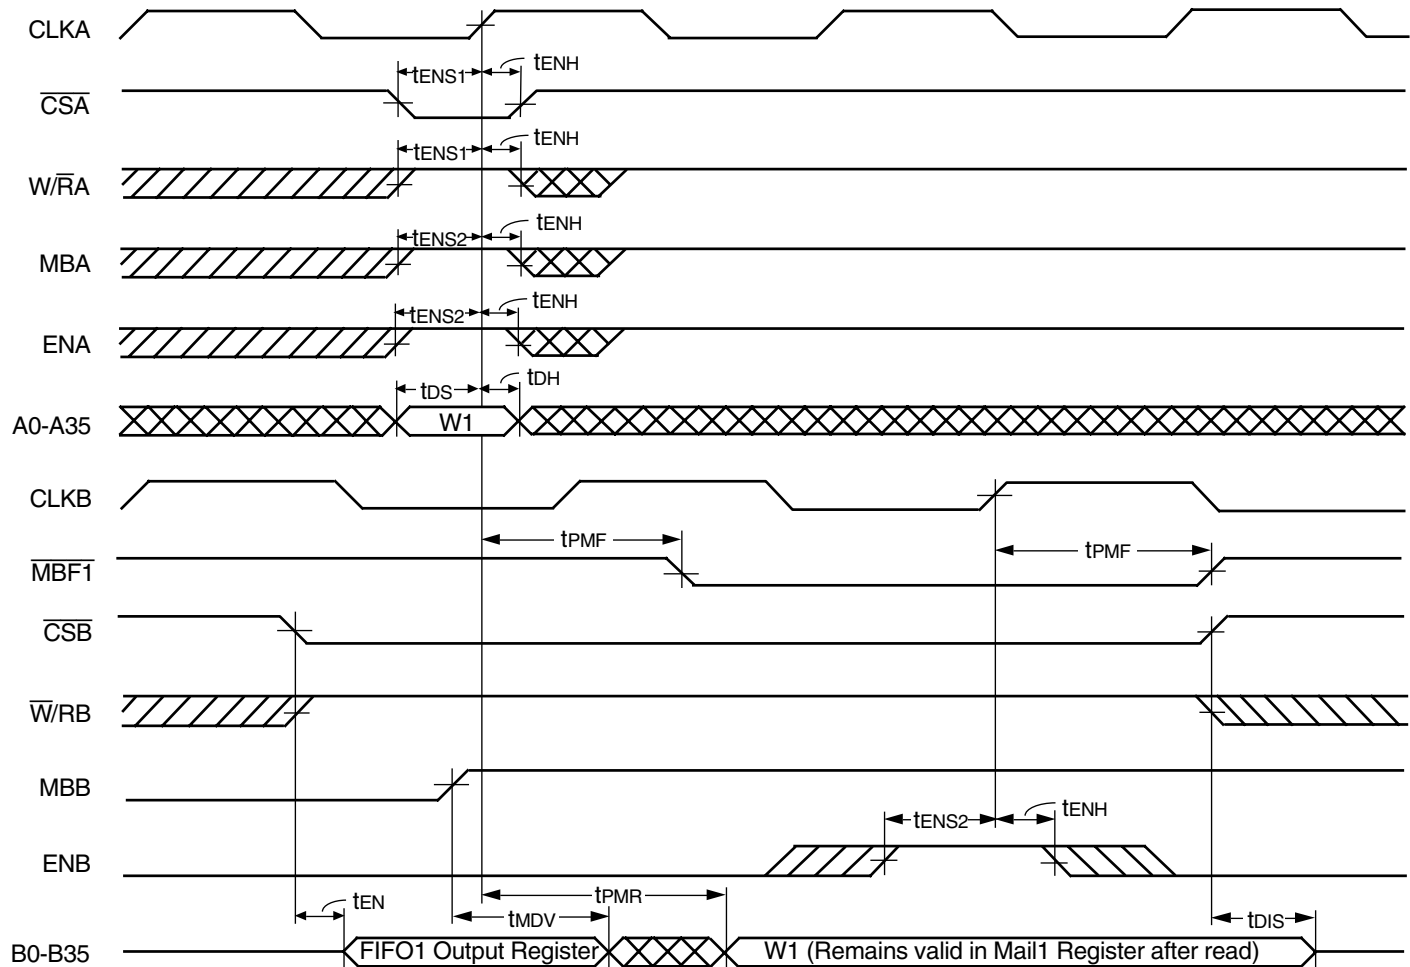 CLKA
tENS1 tENH
CSA
tENS1 tENH
W/RA
tENS2 tENH
MBA
tENS2 tENH
ENA
tDS tDH
A0-A35 W1
CLKB
tPMF tPMF
MBF1
CSB
W/RB
MBB
tENS2 tENH
ENB
tEN tMDV tPMR tDIS
B0-B35 FIFO1 Output Register W1 (Remains valid in Mail1 Register after read)